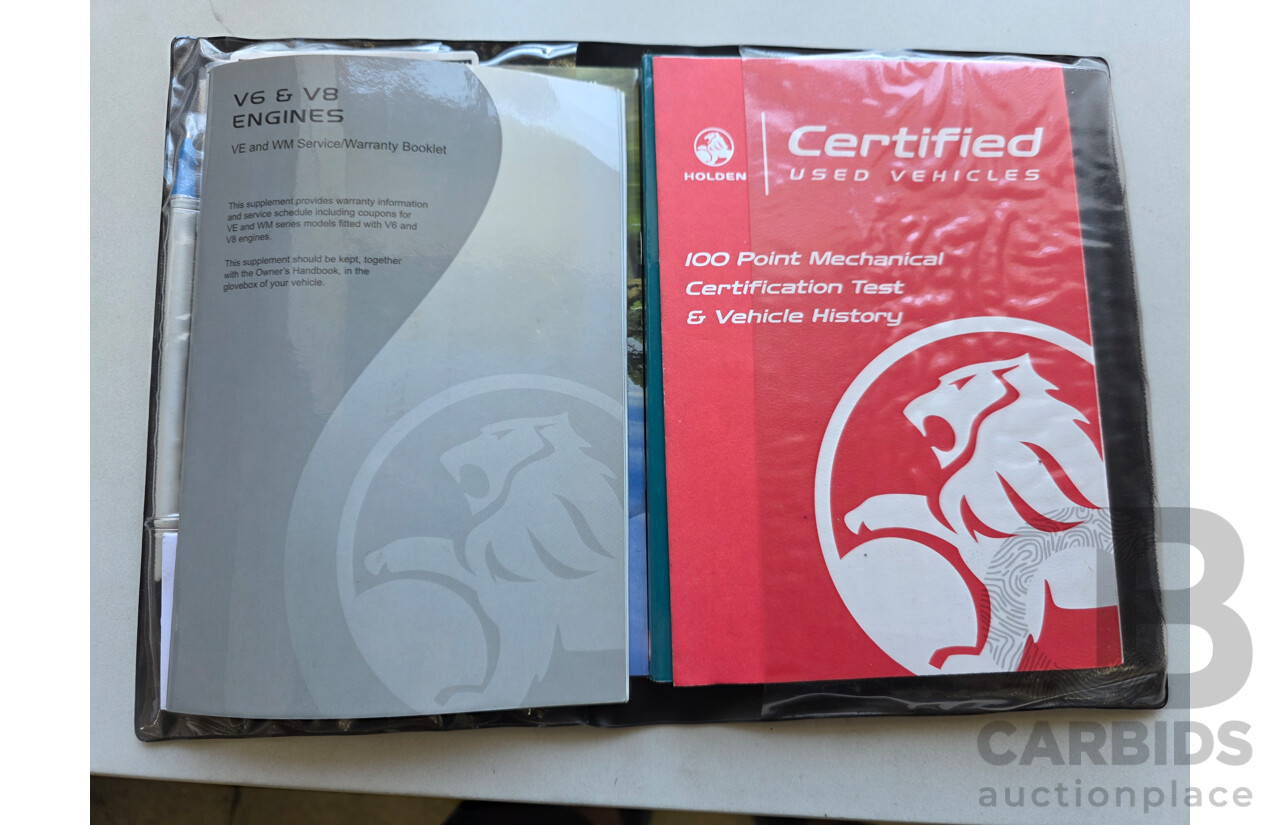 V6 & V8
ENGINES
VE and WM Service/Warranty Booklet
This supplement provides warranty information
and service schedule including coupons for
VE and WM series models fitted with V6 and
V8 engines.
This supplement should be kept, together
with the Owner's Handbook, in the
glovebox of your vehicle.
HOLDEN
Certified
USED VEHICLES
100 Point Mechanical
Certification Test
& Vehicle History
B
CARBIDS
auctionplace